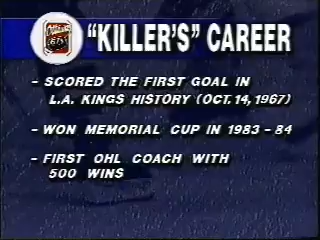 "KILLER'S" CAREER
- SCORED THE FIRST GOAL IN
L.A. KINGS HISTORY (OCT. 14, 1967)
- WON MEMORIAL CUP IN 1983 - 84
- FIRST OHL COACH WITH
500 WINS